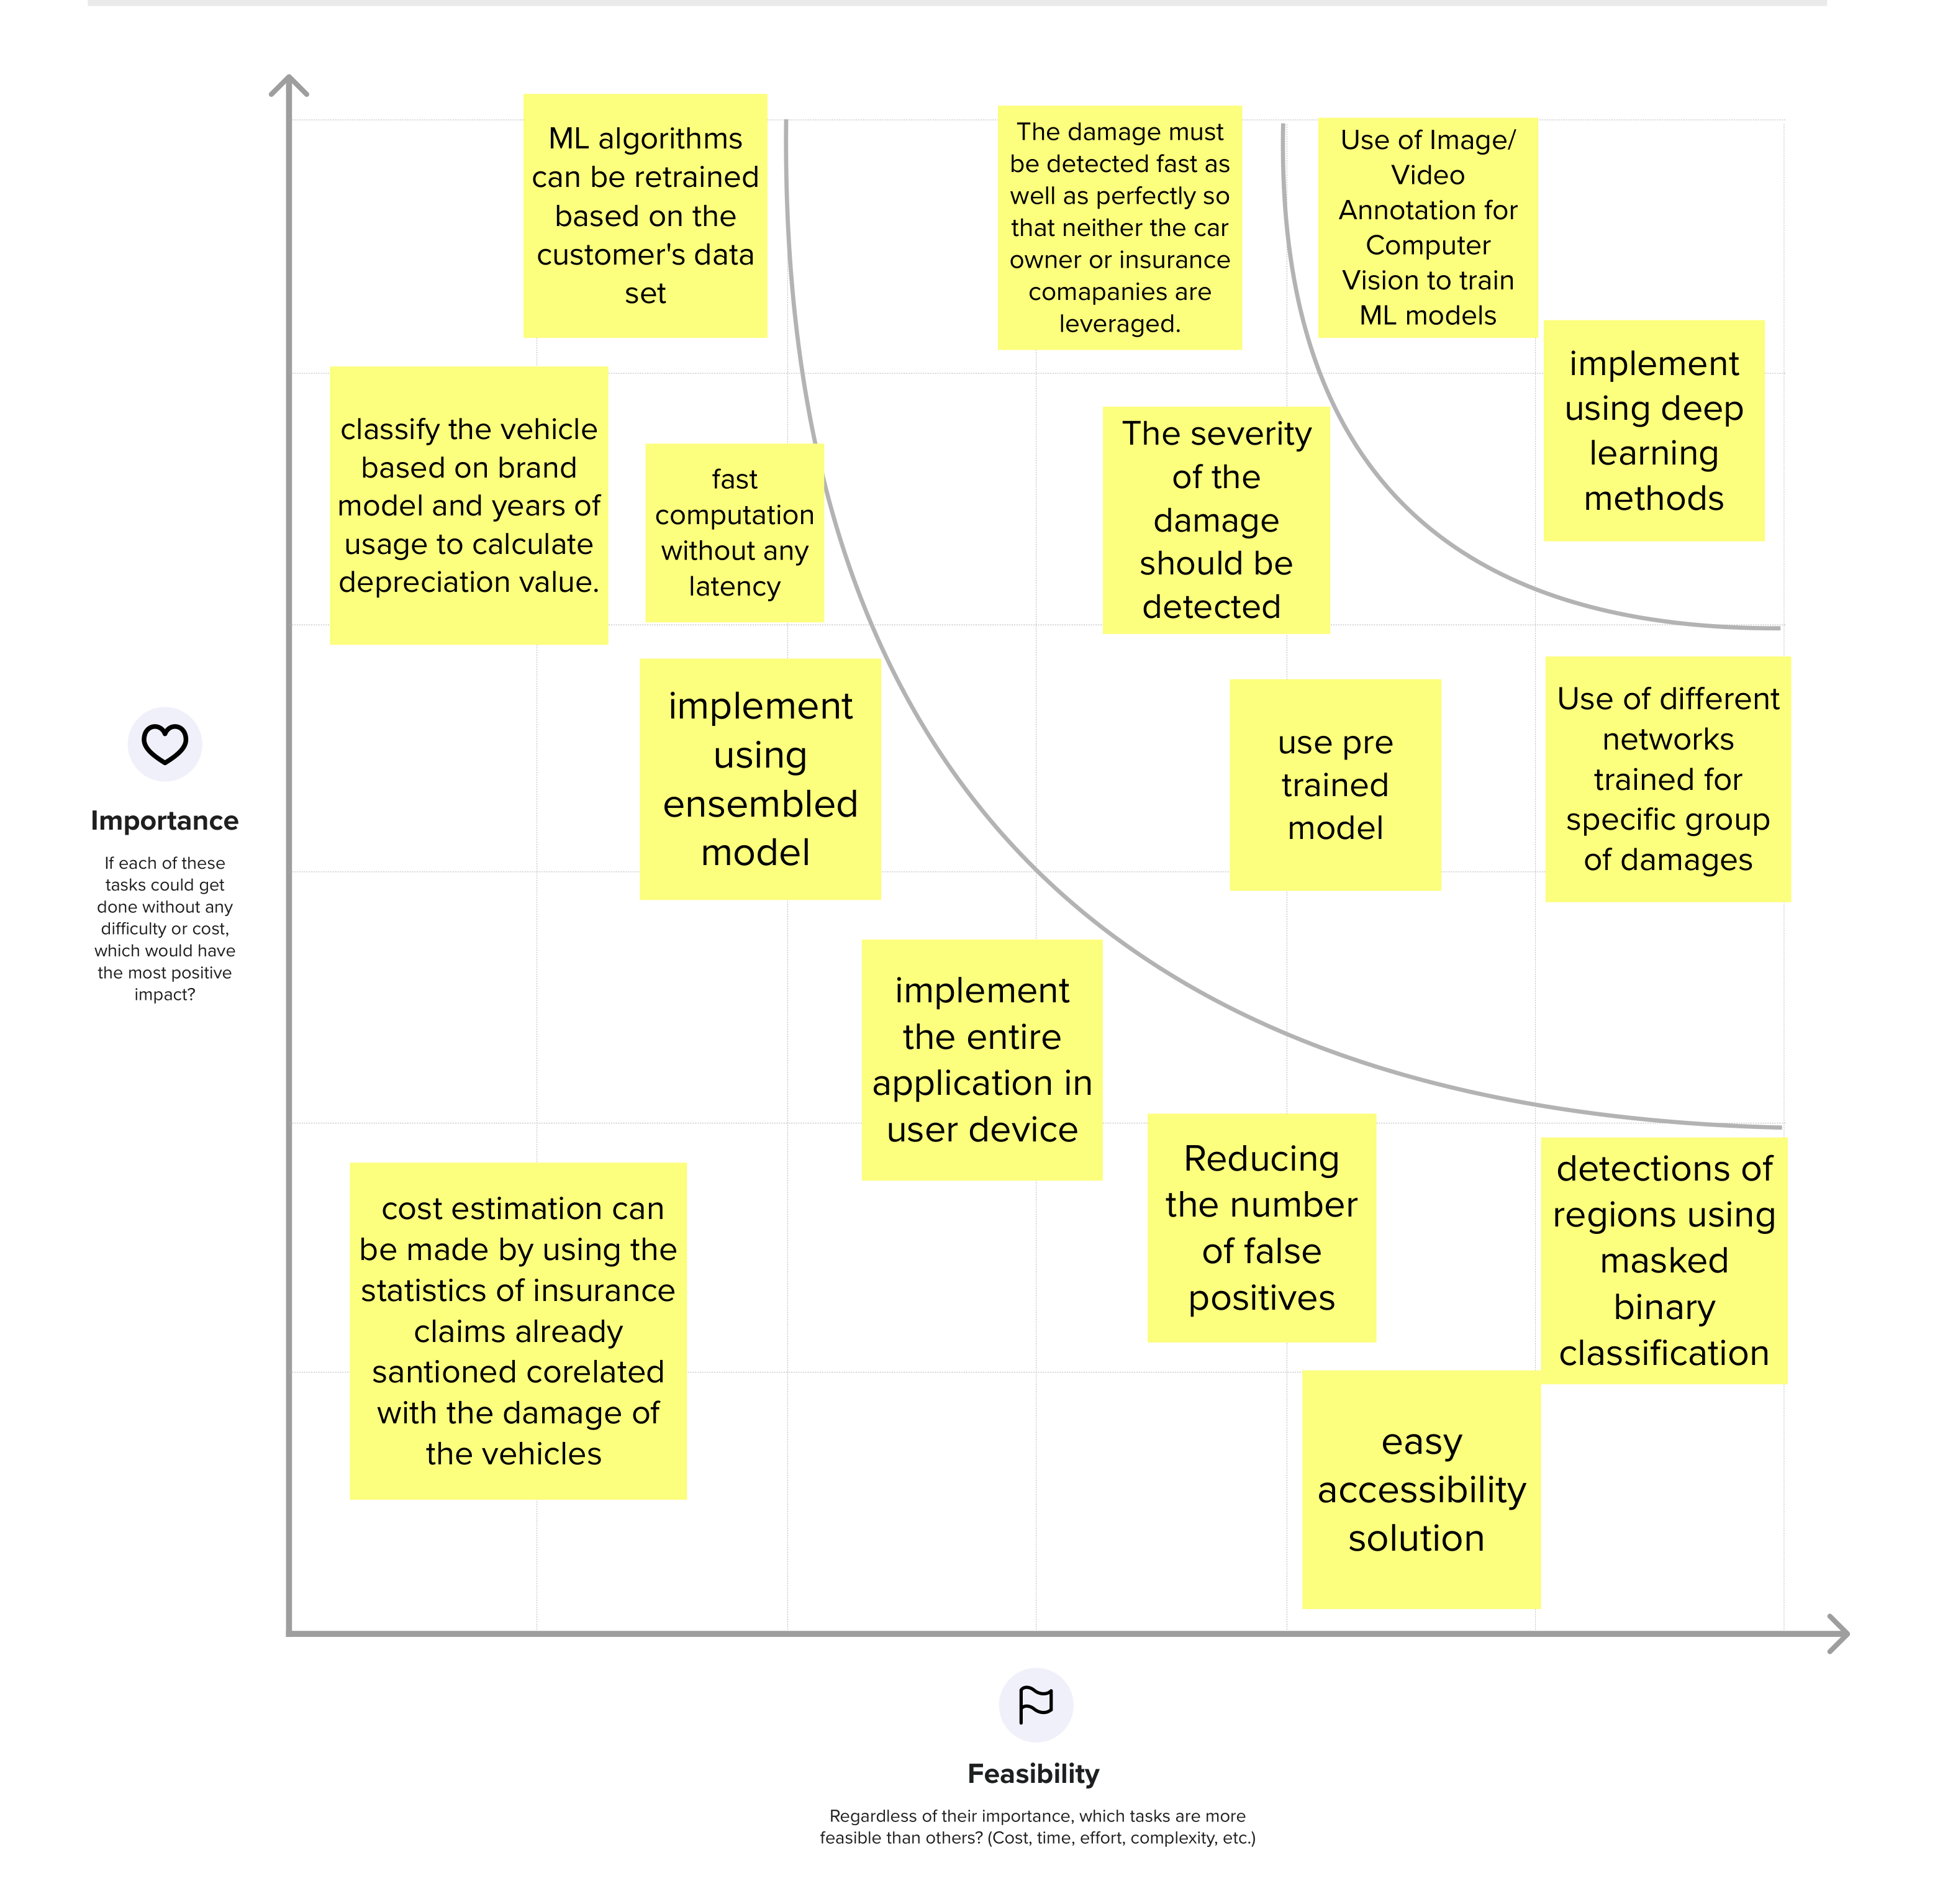 ML algorithms
can be retrained
based on the
customer's data
set
The damage must
be detected fast as
well as perfectly so
that neither the car
owner or insurance
comapanies are
leveraged.
Use of Image/
Video
Annotation for
Computer
Vision to train
ML models
implement
using deep
learning
methods
classify the vehicle
based on brand
model and years of
usage to calculate
depreciation value.
fast
computation
without any
latency
The severity
of the
damage
should be
detected
implement
using
ensembled
model
use pre
trained
model
Use of different
networks
trained for
specific group
of damages
Importance
If each of these
tasks could get
done without any
difficulty or cost,
which would have
the most positive
impact?
implement
the entire
application in
user device
Reducing
the number
of false
positives
detections of
regions using
masked
binary
classification
cost estimation can
be made by using the
statistics of insurance
claims already
santioned corelated
with the damage of
the vehicles
easy
accessibility
solution
Feasibility
Regardless of their importance, which tasks are more
feasible than others? (Cost, time, effort, complexity, etc.)